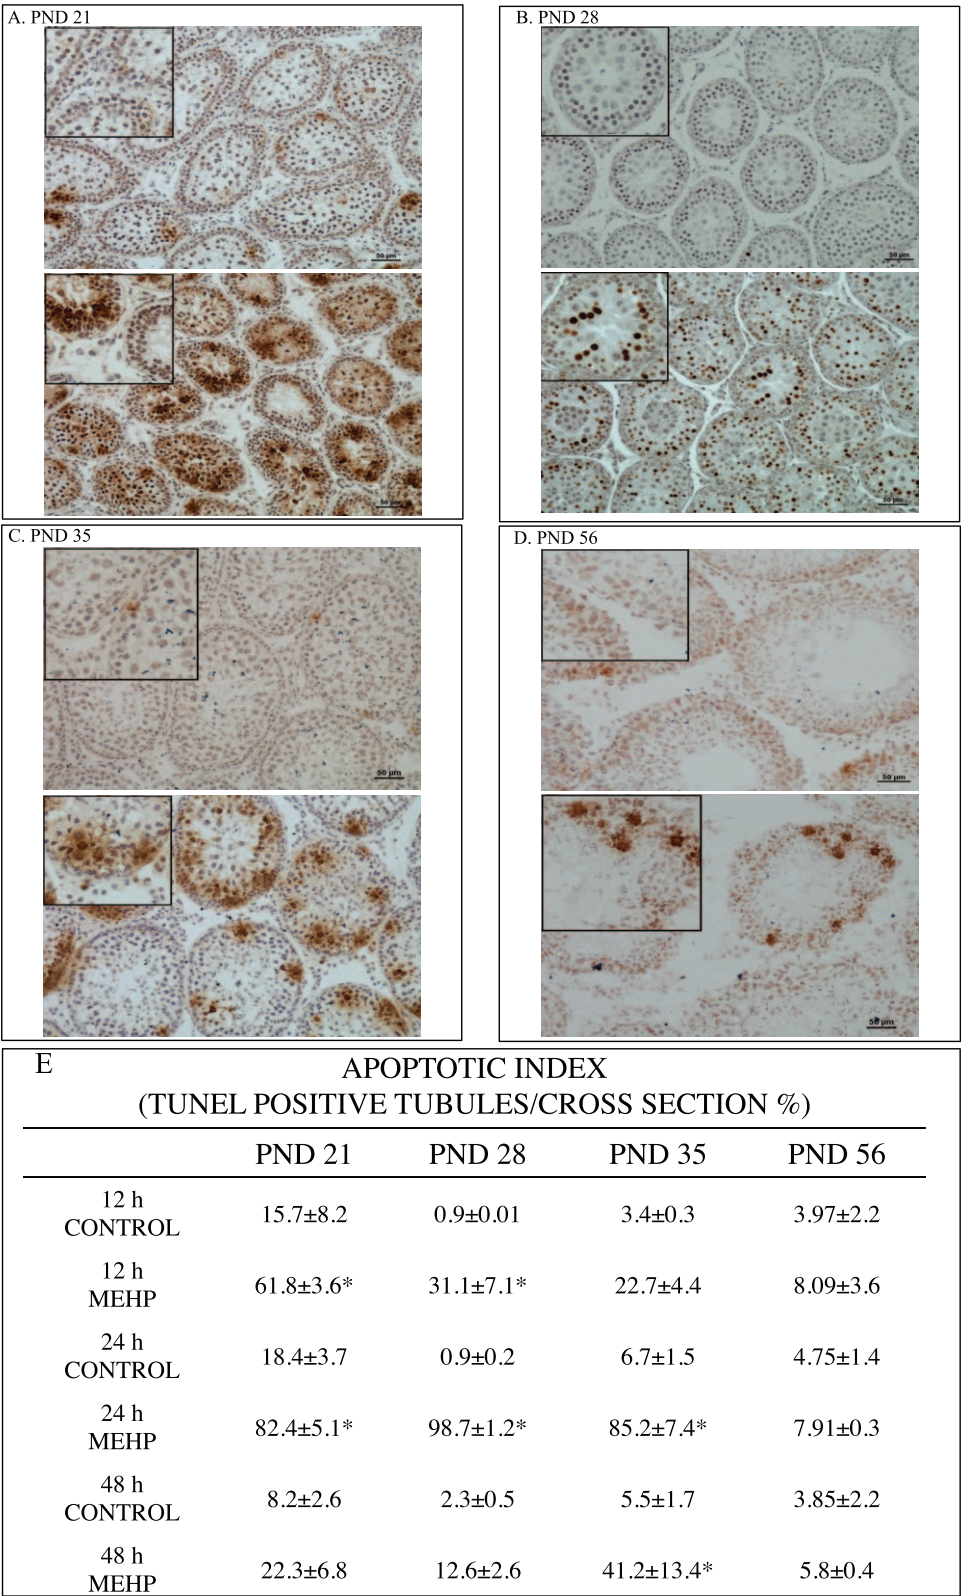 A. PND 21
B. PND 28
50 µm
50 µm
50 µm
50 µm
C. PND 35
D. PND 56
50 µm
50 µm
50 µm
E
APOPTOTIC INDEX
(TUNEL POSITIVE TUBULES/CROSS SECTION %)
PND 21 PND 28 PND 35 PND 56
12 h
CONTROL 15.7±8.2 0.9±0.01 3.4±0.3 3.97±2.2
12 h
MEHP 61.8±3.6* 31.1±7.1* 22.7±4.4 8.09±3.6
24 h
CONTROL 18.4±3.7 0.9±0.2 6.7±1.5 4.75±1.4
24 h
MEHP 82.4±5.1* 98.7±1.2* 85.2±7.4* 7.91±0.3
48 h
CONTROL 8.2±2.6 2.3±0.5 5.5±1.7 3.85±2.2
48 h
MEHP 22.3±6.8 12.6±2.6 41.2±13.4* 5.8±0.4